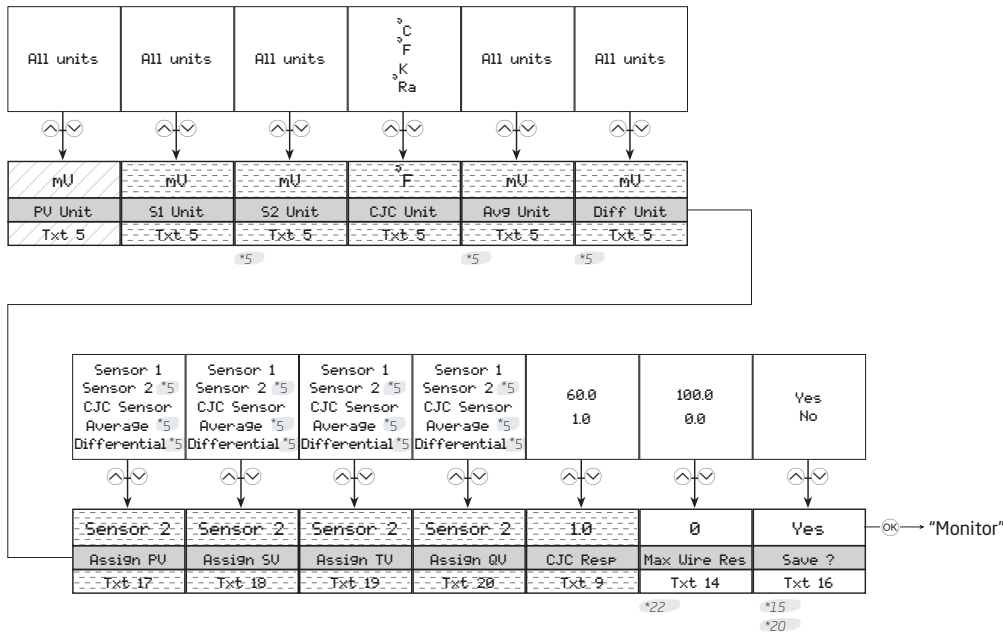 All units
All units
All units
°C
°F
K
°Ra
All units
All units
mV
mV
mV
°F
mV
mV
PV Unit
S1 Unit
S2 Unit
CJC Unit
Avg Unit
Diff Unit
Txt 5
Txt 5
Txt 5
Txt 5
Txt 5
Txt 5
*5
*5
*5
Sensor 1
Sensor 2 *5
CJC Sensor
Average *5
Differential *5
Sensor 1
Sensor 2 *5
CJC Sensor
Average *5
Differential *5
Sensor 1
Sensor 2 *5
CJC Sensor
Average *5
Differential *5
Sensor 1
Sensor 2 *5
CJC Sensor
Average *5
Differential *5
60.0
1.0
100.0
0.0
Yes
No
Sensor 2
Sensor 2
Sensor 2
Sensor 2
1.0
0
Yes
OK
"Monitor"
Assign PV
Assign SV
Assign TV
Assign QV
CJC Resp
Max Wire Res
Save ?
Txt 17
Txt 18
Txt 19
Txt 20
Txt 9
Txt 14
Txt 16
*22
*15
*20